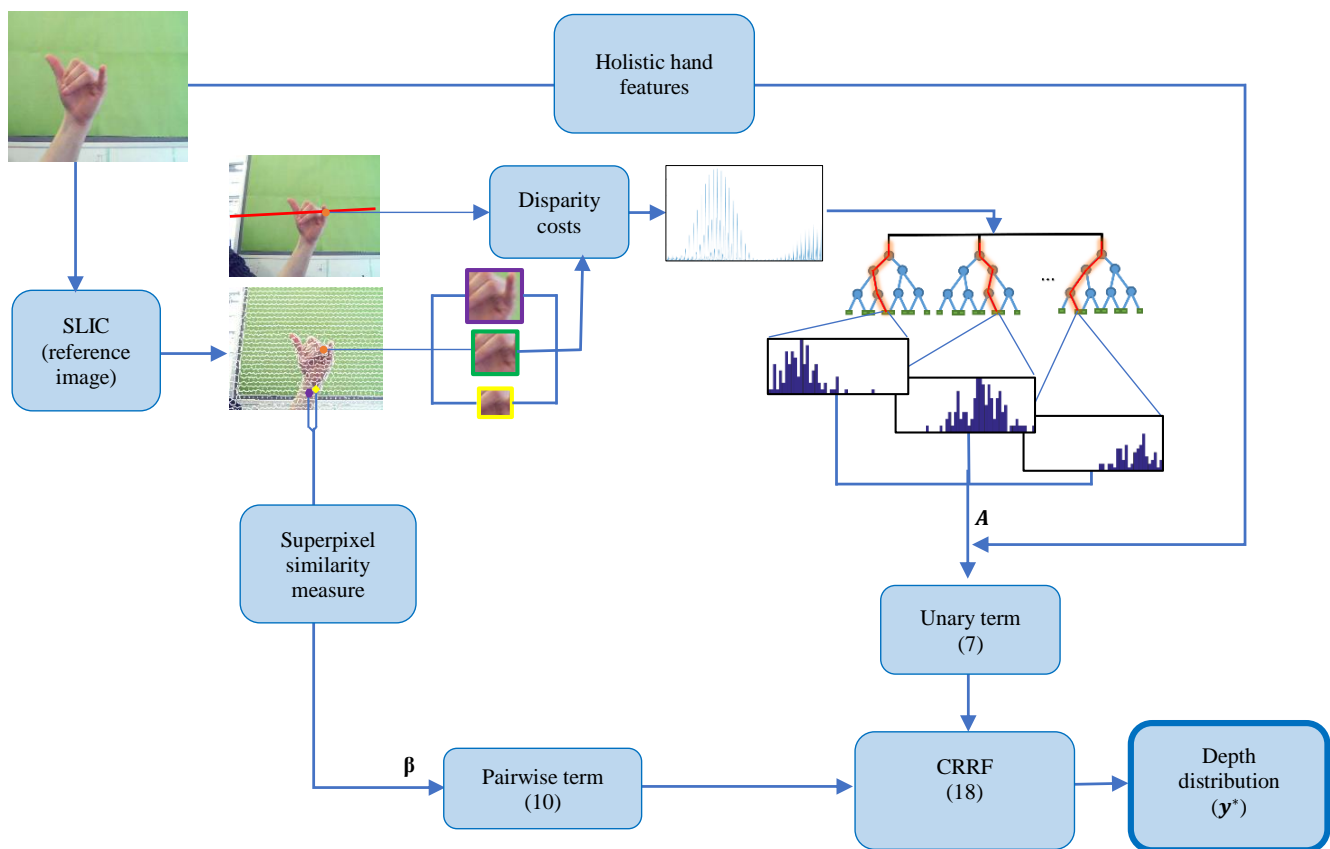 Holistic hand
features
Disparity
costs
SLIC
(reference
image)
...
Superpixel
similarity
measure
A
Unary term
(7)
β
Pairwise term
(10)
CRRF
(18)
Depth
distribution
(y*)